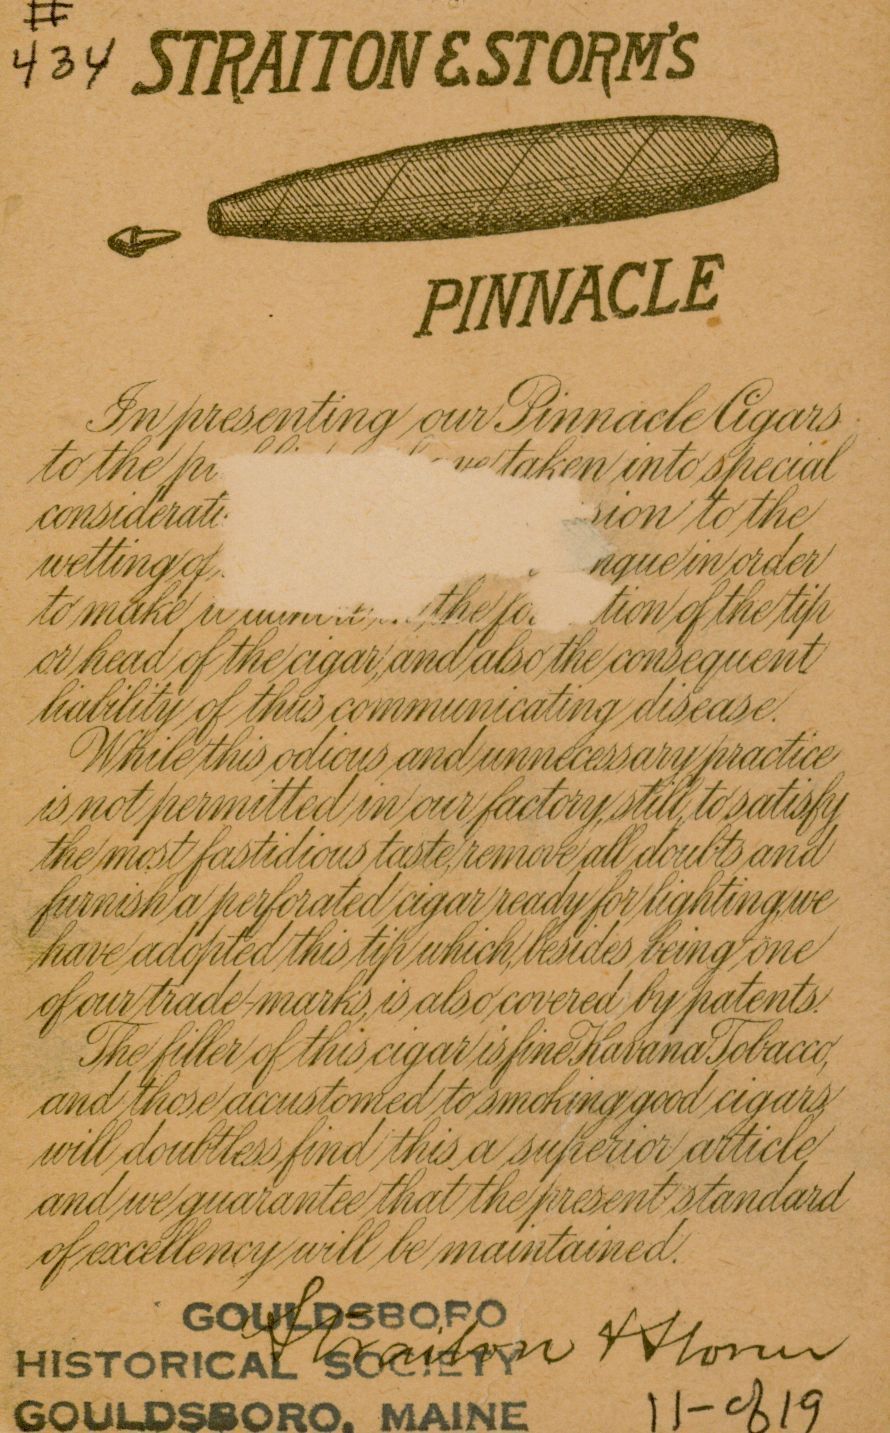 #
434
STRAITON & STORM'S
PINNACLE
In presenting our Pinnacle Cigars
to the have taken into special
to the
wetting of in order
to make the of the tip
or head of the cigar, and also the consequent
liability of thus communicating disease.
While this odious and unnecessary practice
is not permitted in our factory, still, to satisfy
the most fastidious taste, remove all doubts and
furnish a perforated cigar ready for lighting, we
have adopted this tip which, besides being one
of our trade-marks, is also covered by patents.
The filler of this cigar is fine Havana Tobacco,
and those accustomed to smoking good cigars
will doubtless find this a superior article
and we guarantee that the present standard
of excellency will be maintained.
Straiton & Storm
GOULDSBORO
HISTORICAL SOCIETY
GOULDSBORO, MAINE
11-of 19